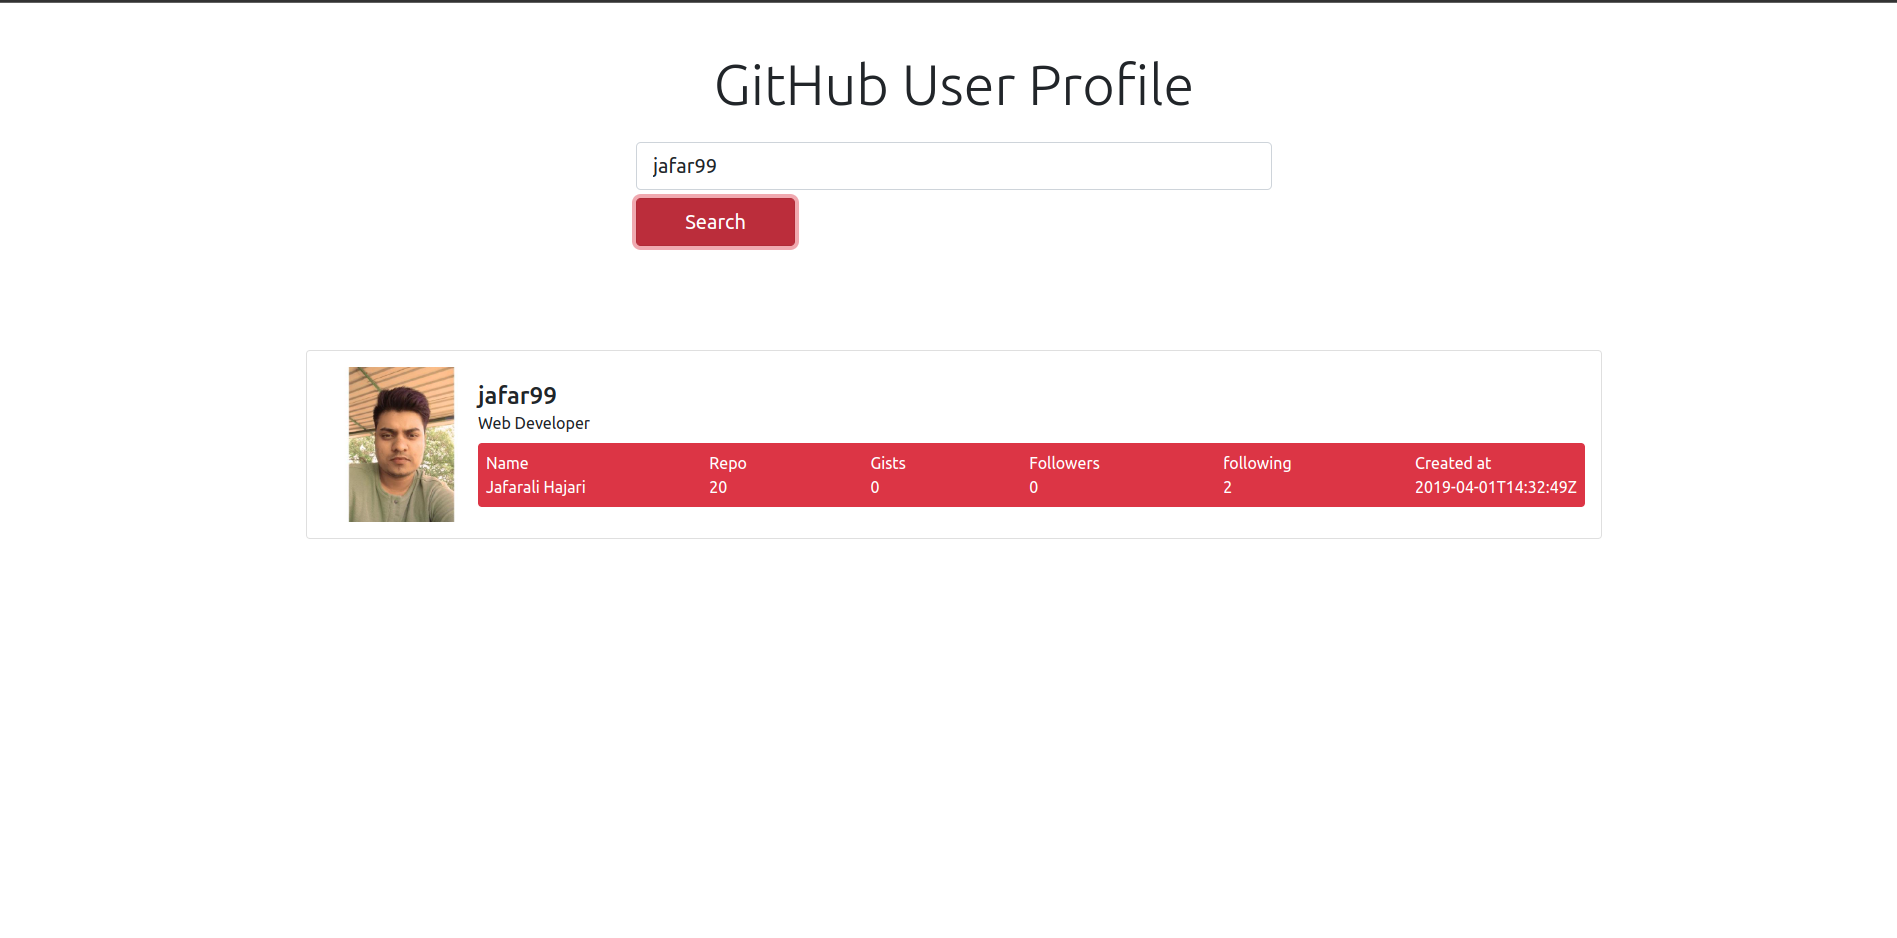 GitHub User Profile
jafar99
Search
jafar99
Web Developer
Name Repo Gists Followers following Created at
Jafarali Hajari 20 0 0 2 2019-04-01T14:32:49Z